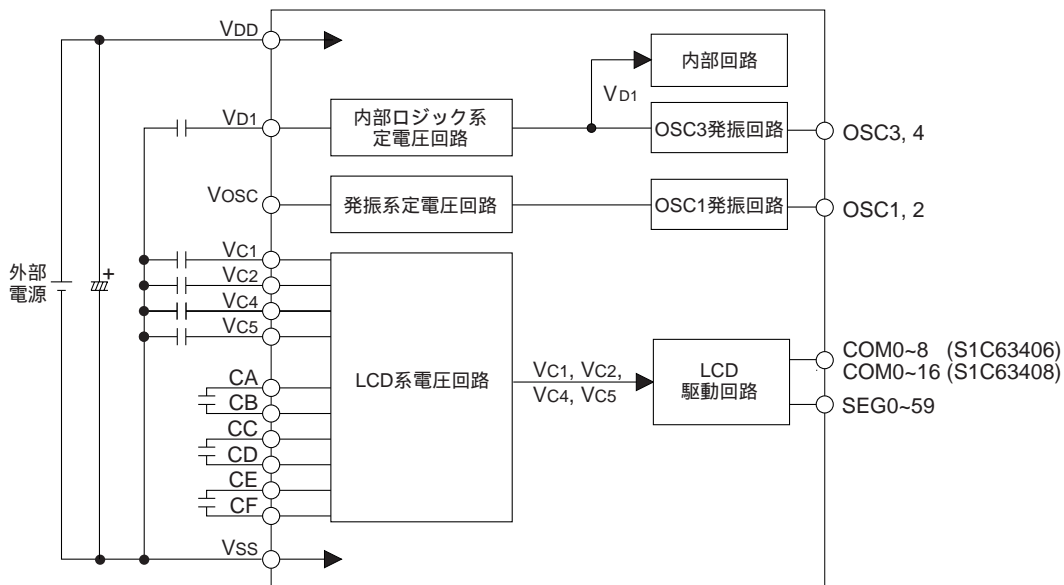 VDD
内部回路
VD1
VD1
内部ロジック系
定電圧回路
OSC3発振回路
OSC3, 4
VOSC
発振系定電圧回路
OSC1発振回路
OSC1, 2
外部
電源
+
VC1
VC2
VC4
VC5
CA
CB
CC
CD
CE
CF
LCD系電圧回路
VC1, VC2,
VC4, VC5
LCD
駆動回路
COM0~8 (S1C63406)
COM0~16 (S1C63408)
SEG0~59
VSS